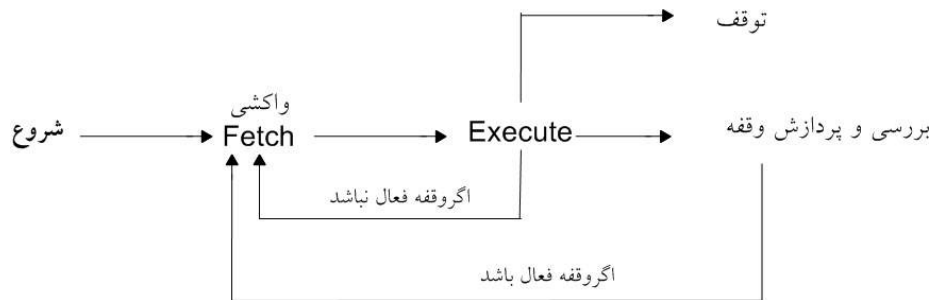 توقف
واکشی
شروع
Fetch
Execute
بررسی و پردازش وقفه
اگروقفه فعال نباشد
اگروقفه فعال باشد